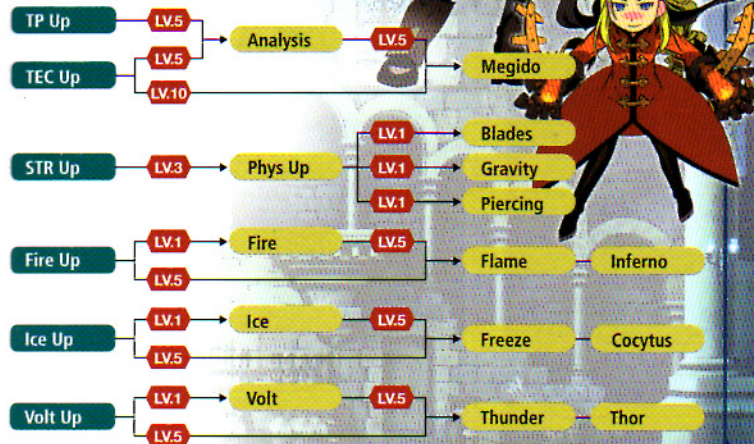 TP Up LV.5
Analysis LV.5
TEC Up LV.5
Megido
LV.10
LV.1 Blades
STR Up LV.3 Phys Up LV.1 Gravity
LV.1 Piercing
LV.1 Fire LV.5
Fire Up Flame Inferno
LV.5
LV.1 Ice LV.5
Ice Up Freeze Cocytus
LV.5
LV.1 Volt LV.5
Volt Up Thunder Thor
LV.5